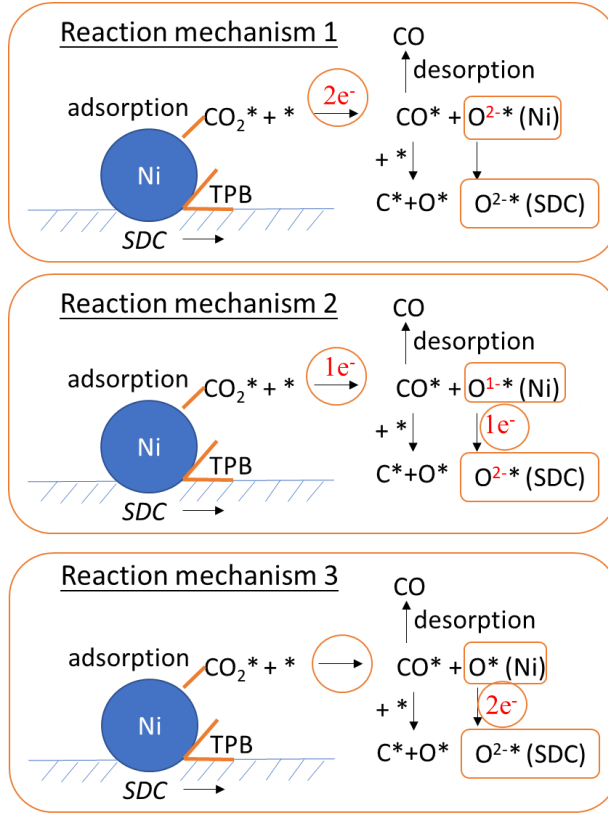 Reaction mechanism 1
CO
desorption
adsorption
CO₂* + *
2e⁻
CO* + O²⁻* (Ni)
Ni
+ *
TPB
C*+O*
O²⁻* (SDC)
SDC
Reaction mechanism 2
CO
desorption
adsorption
CO₂* + *
1e⁻
CO* + O¹⁻* (Ni)
Ni
+ *
1e⁻
TPB
C*+O*
O²⁻* (SDC)
SDC
Reaction mechanism 3
CO
desorption
adsorption
CO₂* + *
CO* + O* (Ni)
Ni
+ *
2e⁻
TPB
C*+O*
O²⁻* (SDC)
SDC